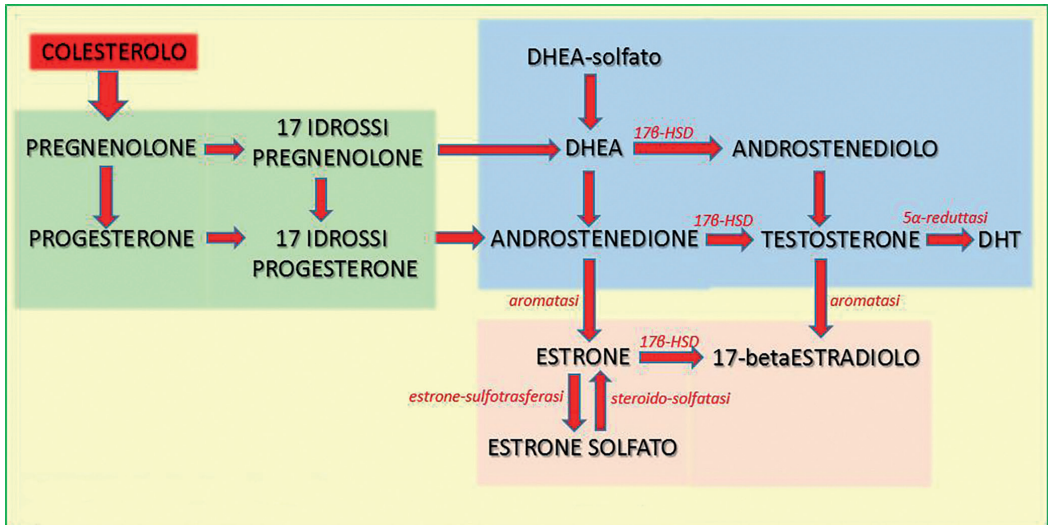 COLESTEROLO
DHEA-solfato
PREGNENOLONE
17 IDROSSI
PREGNENOLONE
DHEA
17β-HSD
ANDROSTENEDIOLO
PROGESTERONE
17 IDROSSI
PROGESTERONE
ANDROSTENEDIONE
17β-HSD
TESTOSTERONE
5α-reduttasi
DHT
aromatasi
aromatasi
ESTRONE
17β-HSD
17-betaESTRADIOLO
estrone-sulfotrasferasi
steroido-solfatasi
ESTRONE SOLFATO